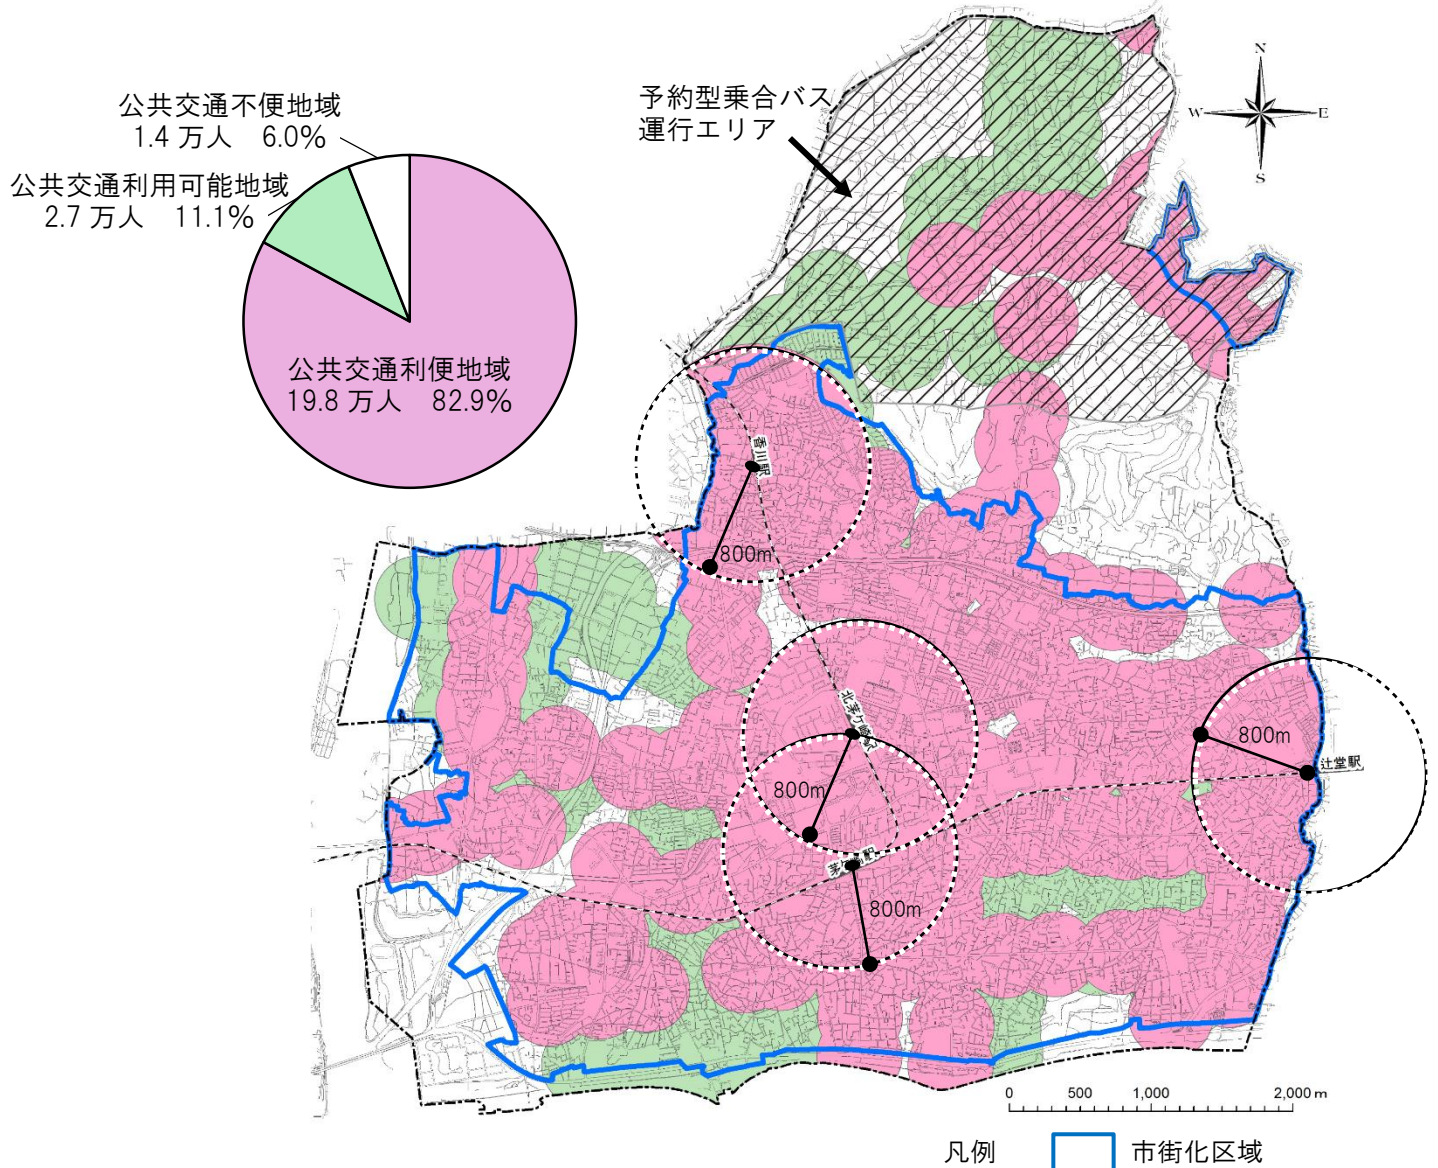 公共交通不便地域
1.4 万人　6.0%
公共交通利用可能地域
2.7 万人　11.1%
公共交通利便地域
19.8 万人　82.9%
予約型乗合バス
運行エリア
N
W
E
S
香川駅
800m
北茅ケ崎駅
800m
800m
辻堂駅
茅ケ崎駅
800m
0 500 1,000 2,000 m
凡例
市街化区域